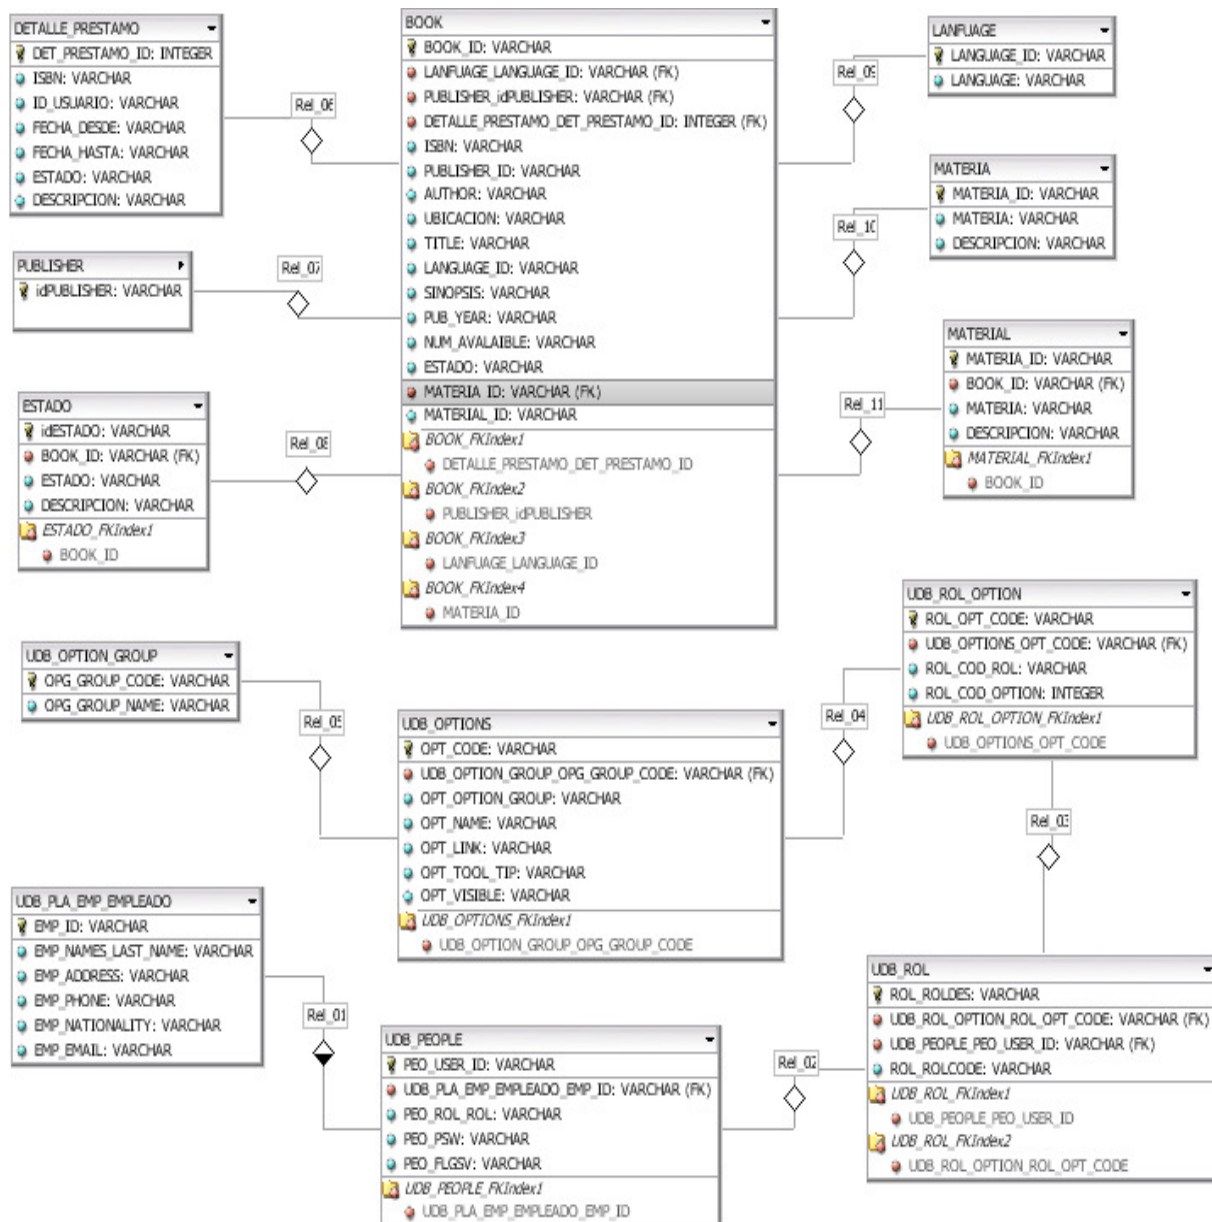 DETALLE_PRESTAMO
DET_PRESTAMO_ID: INTEGER
ISBN: VARCHAR
ID_USUARIO: VARCHAR
FECHA_DESDE: VARCHAR
FECHA_HASTA: VARCHAR
ESTADO: VARCHAR
DESCRIPCION: VARCHAR
Rel_06
PUBLISHER
idPUBLISHER: VARCHAR
Rel_07
ESTADO
idESTADO: VARCHAR
BOOK_ID: VARCHAR (FK)
ESTADO: VARCHAR
DESCRIPCION: VARCHAR
ESTADO_FKIndex1
BOOK_ID
Rel_08
BOOK
BOOK_ID: VARCHAR
LANFUAGE_LANGUAGE_ID: VARCHAR (FK)
PUBLISHER_idPUBLISHER: VARCHAR (FK)
DETALLE_PRESTAMO_DET_PRESTAMO_ID: INTEGER (FK)
ISBN: VARCHAR
PUBLISHER_ID: VARCHAR
AUTHOR: VARCHAR
UBICACION: VARCHAR
TITLE: VARCHAR
LANGUAGE_ID: VARCHAR
SINOPSIS: VARCHAR
PUB_YEAR: VARCHAR
NUM_AVALAIBLE: VARCHAR
ESTADO: VARCHAR
MATERIA_ID: VARCHAR (FK)
MATERIAL_ID: VARCHAR
BOOK_FKIndex1
DETALLE_PRESTAMO_DET_PRESTAMO_ID
BOOK_FKIndex2
PUBLISHER_idPUBLISHER
BOOK_FKIndex3
LANFUAGE_LANGUAGE_ID
BOOK_FKIndex4
MATERIA_ID
Rel_09
LANFUAGE
LANGUAGE_ID: VARCHAR
LANGUAGE: VARCHAR
Rel_10
MATERIA
MATERIA_ID: VARCHAR
MATERIA: VARCHAR
DESCRIPCION: VARCHAR
Rel_11
MATERIAL
MATERIA_ID: VARCHAR
BOOK_ID: VARCHAR (FK)
MATERIA: VARCHAR
DESCRIPCION: VARCHAR
MATERIAL_FKIndex1
BOOK_ID
UDB_OPTION_GROUP
OPG_GROUP_CODE: VARCHAR
OPG_GROUP_NAME: VARCHAR
Rel_05
UDB_OPTIONS
OPT_CODE: VARCHAR
UDB_OPTION_GROUP_OPG_GROUP_CODE: VARCHAR (FK)
OPT_OPTION_GROUP: VARCHAR
OPT_NAME: VARCHAR
OPT_LINK: VARCHAR
OPT_TOOL_TIP: VARCHAR
OPT_VISIBLE: VARCHAR
UDB_OPTIONS_FKIndex1
UDB_OPTION_GROUP_OPG_GROUP_CODE
Rel_04
UDB_ROL_OPTION
ROL_OPT_CODE: VARCHAR
UDB_OPTIONS_OPT_CODE: VARCHAR (FK)
ROL_COD_ROL: VARCHAR
ROL_COD_OPTION: INTEGER
UDB_ROL_OPTION_FKIndex1
UDB_OPTIONS_OPT_CODE
Rel_03
UDB_PLA_EMP_EMPLEADO
EMP_ID: VARCHAR
EMP_NAMES_LAST_NAME: VARCHAR
EMP_ADDRESS: VARCHAR
EMP_PHONE: VARCHAR
EMP_NATIONALITY: VARCHAR
EMP_EMAIL: VARCHAR
Rel_01
UDB_PEOPLE
PEO_USER_ID: VARCHAR
UDB_PLA_EMP_EMPLEADO_EMP_ID: VARCHAR (FK)
PEO_ROL_ROL: VARCHAR
PEO_PSW: VARCHAR
PEO_FLGSV: VARCHAR
UDB_PEOPLE_FKIndex1
UDB_PLA_EMP_EMPLEADO_EMP_ID
Rel_02
UDB_ROL
ROL_ROLDES: VARCHAR
UDB_ROL_OPTION_ROL_OPT_CODE: VARCHAR (FK)
UDB_PEOPLE_PEO_USER_ID: VARCHAR (FK)
ROL_ROLCODE: VARCHAR
UDB_ROL_FKIndex1
UDB_PEOPLE_PEO_USER_ID
UDB_ROL_FKIndex2
UDB_ROL_OPTION_ROL_OPT_CODE